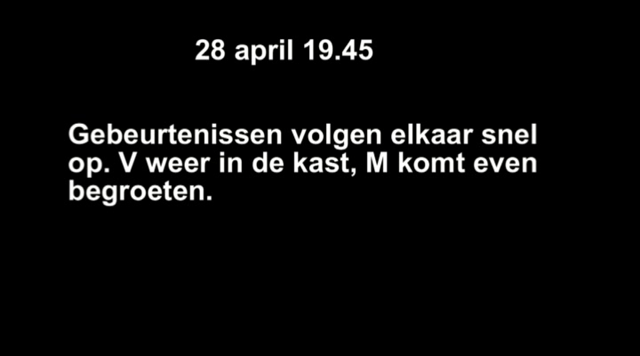 28 april 19.45
Gebeurtenissen volgen elkaar snel
op. V weer in de kast, M komt even
begroeten.